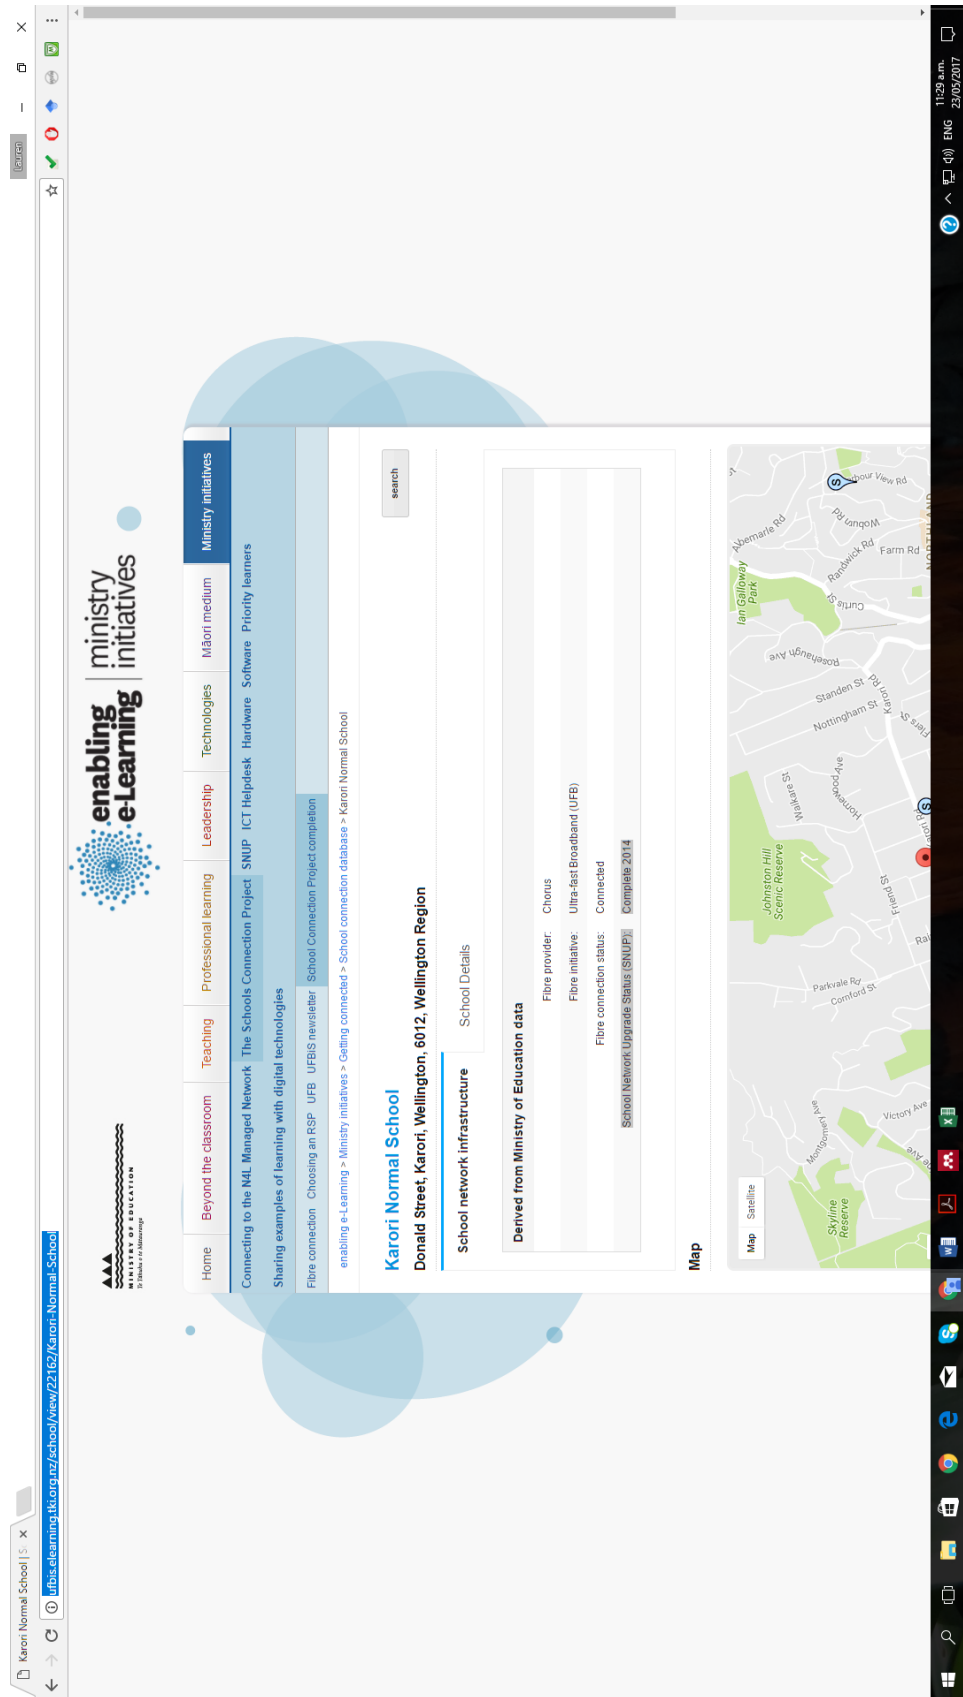 Karori Normal School | S
Lauren
ufbis.elearning.tki.org.nz/school/view/22162/Karori-Normal-School
MINISTRY OF EDUCATION
Te Tāhuhu o te Mātauranga
enabling
e-Learning
ministry
initiatives
Home Beyond the classroom Teaching Professional learning Leadership Technologies Māori medium Ministry initiatives
Connecting to the N4L Managed Network The Schools Connection Project SNUP ICT Helpdesk Hardware Software Priority learners
Sharing examples of learning with digital technologies
Fibre connection Choosing an RSP UFB UFBiS newsletter School Connection Project completion
enabling e-Learning > Ministry initiatives > Getting connected > School connection database > Karori Normal School
Karori Normal School
search
Donald Street, Karori, Wellington, 6012, Wellington Region
School network infrastructure School Details
Derived from Ministry of Education data
Fibre provider: Chorus
Fibre initiative: Ultra-fast Broadband (UFB)
Fibre connection status: Connected
School Network Upgrade Status (SNUP): Complete 2014
Map
Map Satellite
Albemarle Rd
Ian Galloway
Park
Woburn Rd
Randwick Rd
Farm Rd
Curtis St
Rosehaugh Ave
Standen St
Nottingham St
Karori Rd
Homewood Ave
Waikare St
Johnston Hill
Scenic Reserve
Friend St
Parkvale Rd
Cornford St
Montgomery Ave
Victory Ave
Skyline
Reserve
NORTHLAND
S
S
ENG
11:29 a.m.
23/05/2017